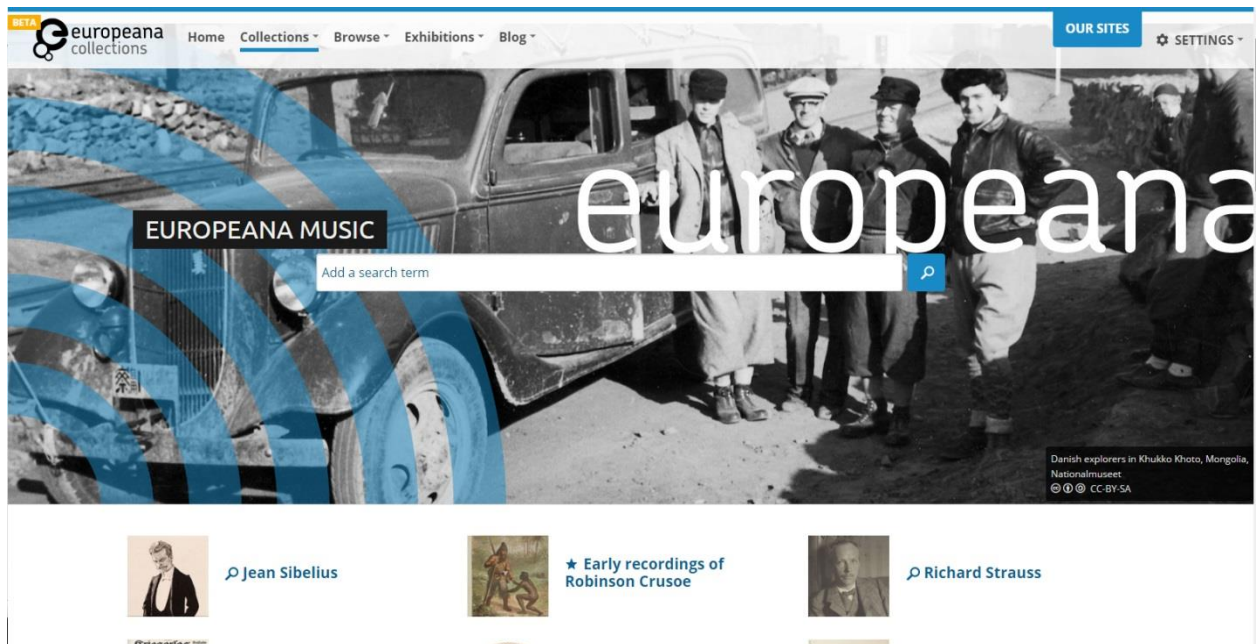 BETA
europeana
collections
Home Collections Browse Exhibitions Blog
OUR SITES
SETTINGS
europeana
EUROPEANA MUSIC
Add a search term
Danish explorers in Khukko Khoto, Mongolia,
Nationalmuseet
CC-BY-SA
Jean Sibelius
Early recordings of
Robinson Crusoe
Richard Strauss